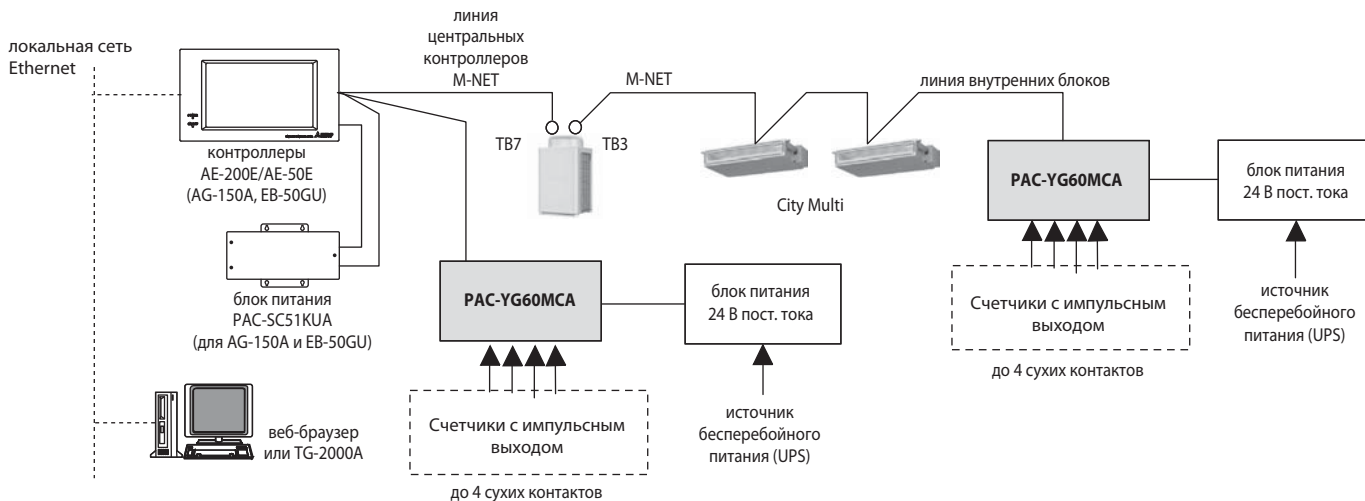 локальная сеть
Ethernet
контроллеры
AE-200E/AE-50E
(AG-150A, EB-50GU)
блок питания
PAC-SC51KUA
(для AG-150A и EB-50GU)
веб-браузер
или TG-2000A
линия
центральных
контроллеров
M-NET
TB7
TB3
M-NET
City Multi
линия внутренних блоков
PAC-YG60MCA
блок питания
24 В пост. тока
Счетчики с импульсным
выходом
до 4 сухих контактов
источник
бесперебойного
питания (UPS)
PAC-YG60MCA
блок питания
24 В пост. тока
Счетчики с импульсным
выходом
до 4 сухих контактов
источник
бесперебойного
питания (UPS)